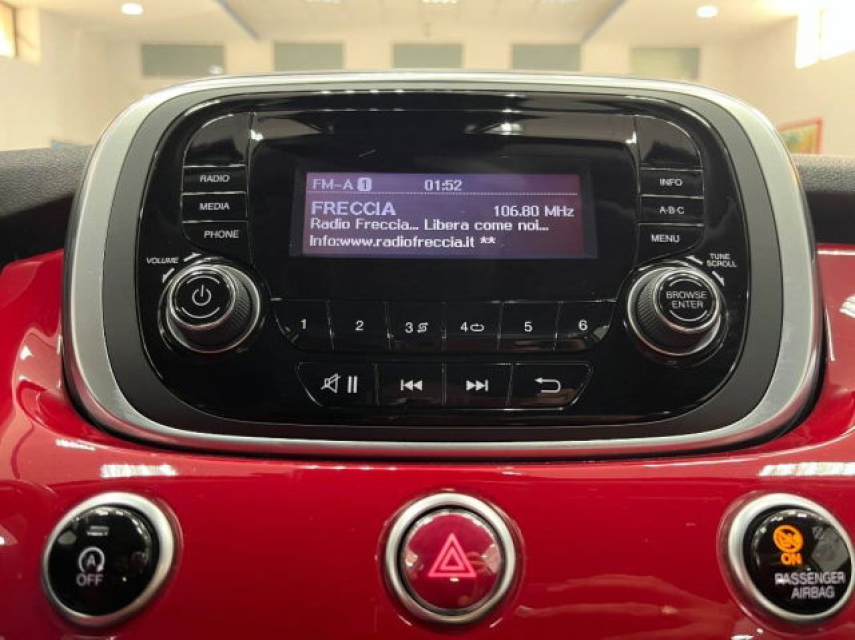 RADIO
MEDIA
PHONE
VOLUME
FM-A 1 01:52
FRECCIA 106.80 MHz
Radio Freccia... Libera come noi...
Info:www.radiofreccia.it **
INFO
A-B-C
MENU
TUNE
SCROLL
BROWSE
ENTER
1 2 3 4 5 6
A
OFF
ON
PASSENGER
AIRBAG